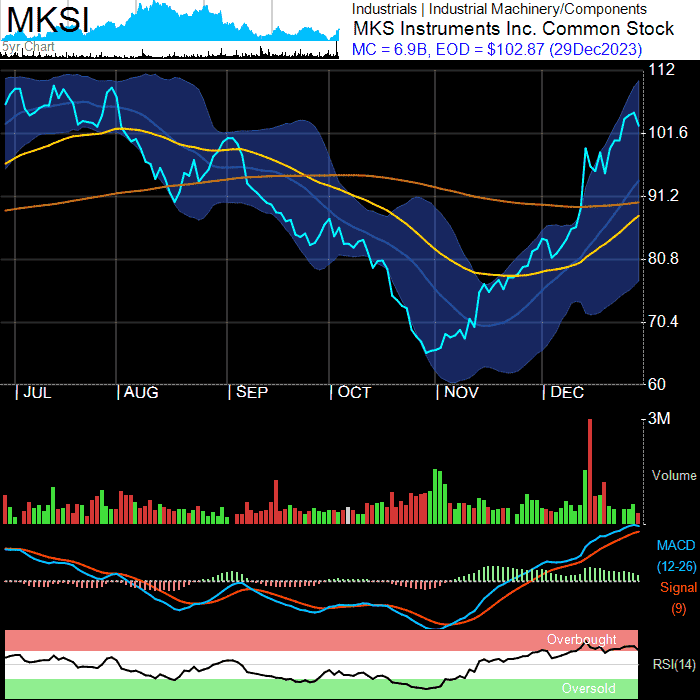 MKSI
5yr Chart
Industrials | Industrial Machinery/Components
MKS Instruments Inc. Common Stock
MC = 6.9B, EOD = $102.87 (29Dec2023)
112
101.6
91.2
80.8
70.4
60
| JUL | AUG | SEP | OCT | NOV | DEC
3M
Volume
MACD
(12-26)
Signal
(9)
Overbought
RSI(14)
Oversold